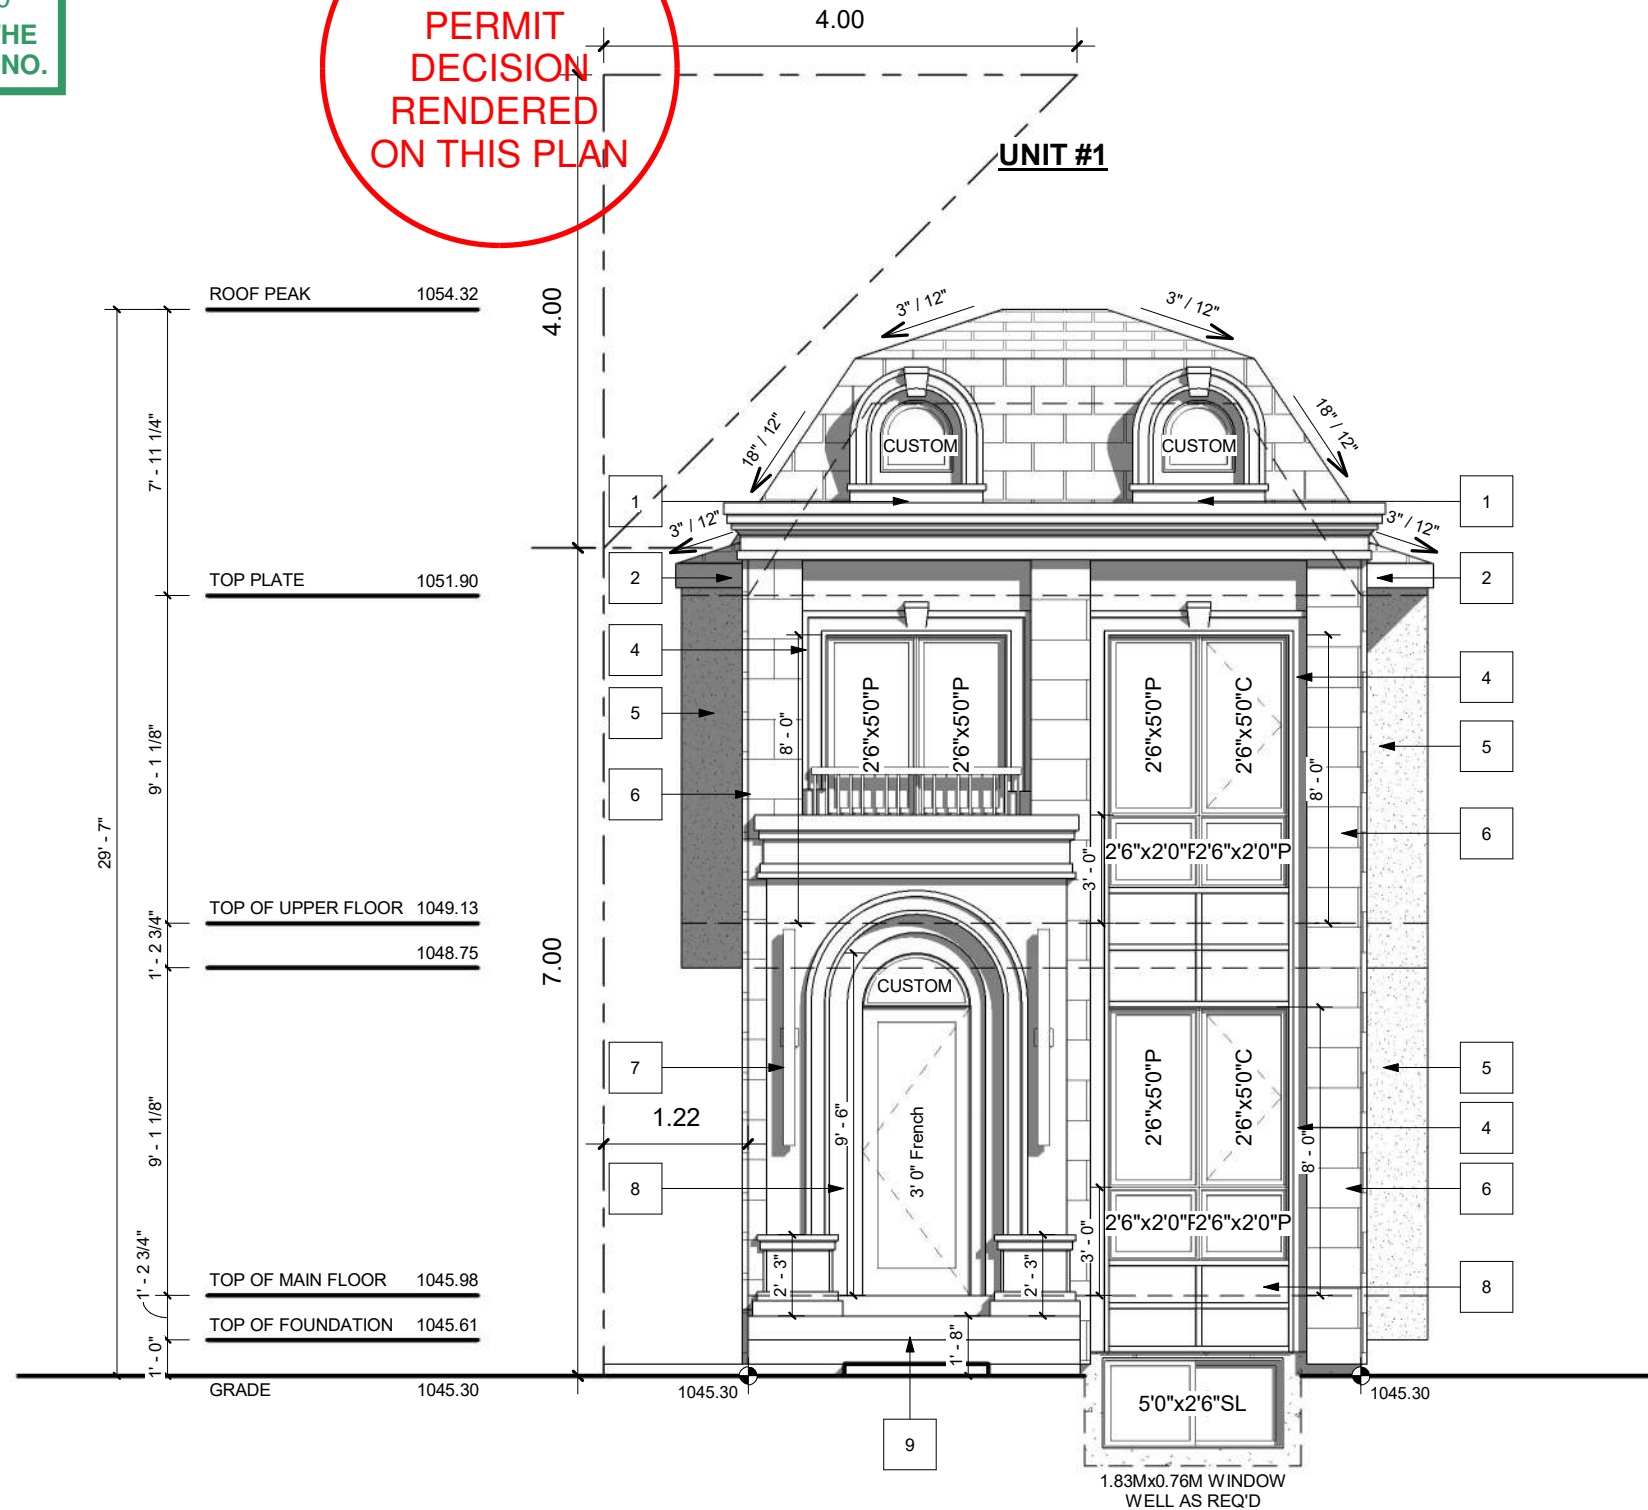 THE
NO.
PERMIT
DECISION
RENDERED
ON THIS PLAN
4.00
UNIT #1
4.00
ROOF PEAK 1054.32
3" / 12"
3" / 12"
7' - 11 1/4"
18" / 12"
18" / 12"
CUSTOM
CUSTOM
1
1
3" / 12"
3" / 12"
TOP PLATE 1051.90
2
2
4
4
2'6"x5'0"P
2'6"x5'0"P
2'6"x5'0"P
2'6"x5'0"C
8' - 0"
8' - 0"
5
5
9' - 1 1/8"
6
6
29' - 7"
3' - 0"
2'6"x2'0"P
2'6"x2'0"P
TOP OF UPPER FLOOR 1049.13
1' - 2 3/4"
1048.75
7.00
CUSTOM
7
5
2'6"x5'0"P
2'6"x5'0"C
9' - 1 1/8"
1.22
9' - 6"
3' 0" French
4
8' - 0"
8
6
3' - 0"
2'6"x2'0"P
2'6"x2'0"P
1' - 2 3/4"
TOP OF MAIN FLOOR 1045.98
2' - 3"
2' - 3"
8
TOP OF FOUNDATION 1045.61
1' - 0"
1' - 8"
GRADE 1045.30
1045.30
1045.30
5'0"x2'6"SL
9
1.83Mx0.76M WINDOW
WELL AS REQ'D